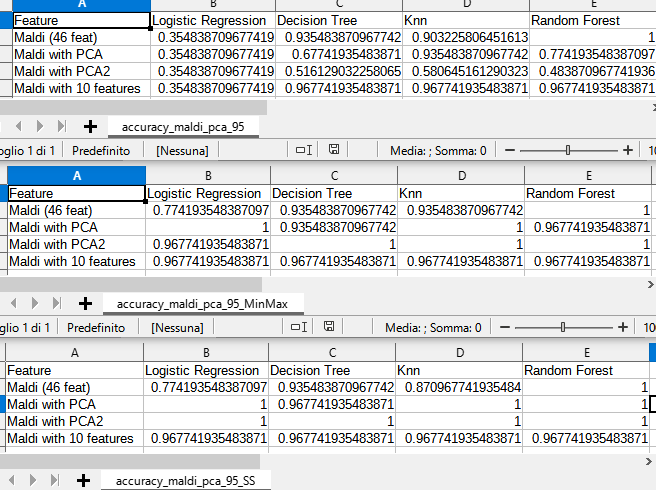 A B C D E
Feature Logistic Regression Decision Tree Knn Random Forest
Maldi (46 feat) 0.354838709677419 0.935483870967742 0.903225806451613 1
Maldi with PCA 0.354838709677419 0.67741935483871 0.935483870967742 0.774193548387097
Maldi with PCA2 0.354838709677419 0.516129032258065 0.580645161290323 0.483870967741936
Maldi with 10 features 0.354838709677419 0.967741935483871 0.967741935483871 0.967741935483871
accuracy_maldi_pca_95
oglio 1 di 1 Predefinito [Nessuna] Media: ; Somma: 0
A B C D E
Feature Logistic Regression Decision Tree Knn Random Forest
Maldi (46 feat) 0.774193548387097 0.935483870967742 0.935483870967742 1
Maldi with PCA 1 0.935483870967742 1 0.967741935483871
Maldi with PCA2 0.967741935483871 1 1 1
Maldi with 10 features 0.967741935483871 0.967741935483871 0.967741935483871 0.967741935483871
accuracy_maldi_pca_95_MinMax
glio 1 di 1 Predefinito [Nessuna] Media: ; Somma: 0 10
A B C D E
Feature Logistic Regression Decision Tree Knn Random Forest
Maldi (46 feat) 0.774193548387097 0.935483870967742 0.870967741935484 1
Maldi with PCA 1 0.967741935483871 1 1
Maldi with PCA2 1 1 1 1
Maldi with 10 features 0.967741935483871 0.967741935483871 0.967741935483871 0.967741935483871
accuracy_maldi_pca_95_SS